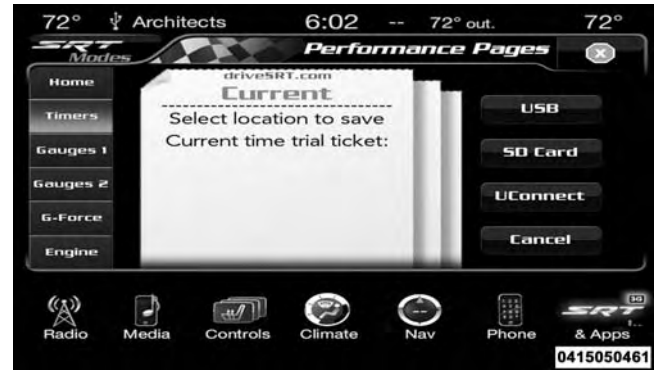 72° Architects 6:02 -- 72° out. 72°
SRT
Modes
Performance Pages
Home
Timers
Gauges 1
Gauges 2
G-Force
Engine
driveSRT.com
Current
Select location to save
Current time trial ticket:
USB
SD Card
UConnect
Cancel
Radio
Media
Controls
Climate
--
Nav
Phone
3G
SRT
& Apps
0415050461